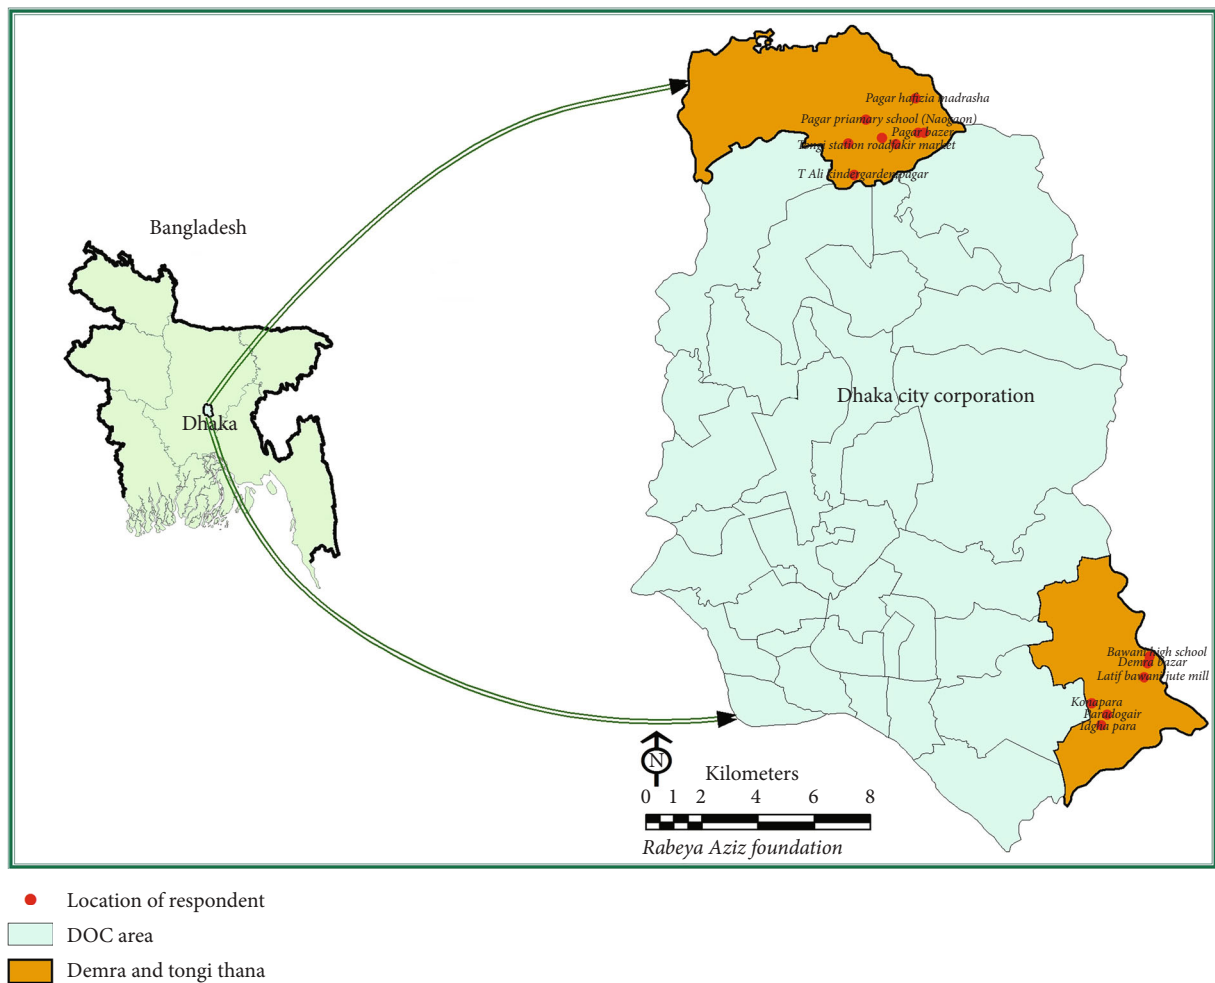 Pagar hafizia madrasha
Pagar priamary school (Naogaon)
Pagar bazer
Tongi station roadfakir market
T Ali kindergarden pagar
Bangladesh
Dhaka
Dhaka city corporation
Bawani high school
Demra bazar
Latif bawani jute mill
Konapara
Paradogair
Idgha para
N
Kilometers
0 1 2 4 6 8
Rabeya Aziz foundation
Location of respondent
DOC area
Demra and tongi thana